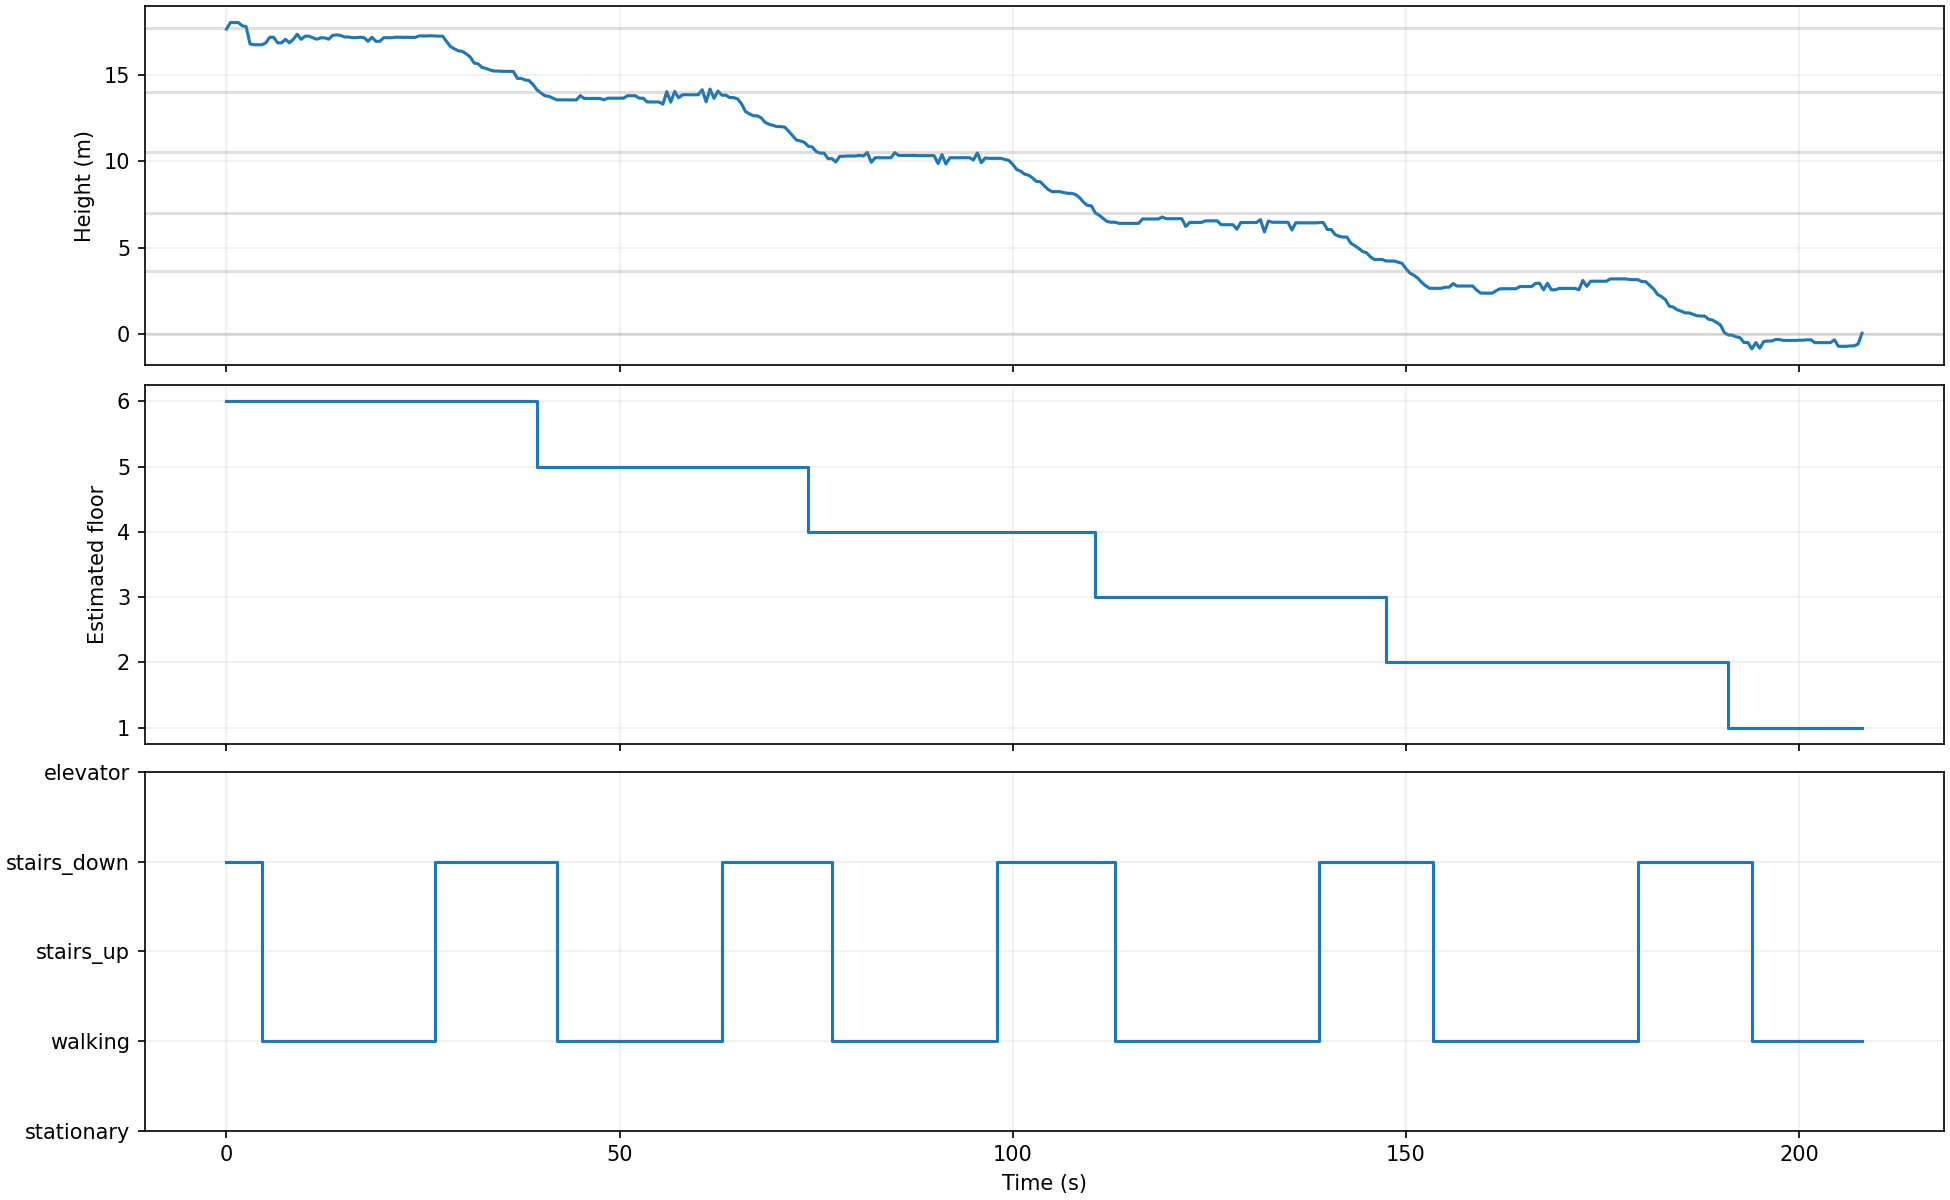 Height (m)
15
10
5
0
Estimated floor
6
5
4
3
2
1
elevator
stairs_down
stairs_up
walking
stationary
0 50 100 150 200
Time (s)